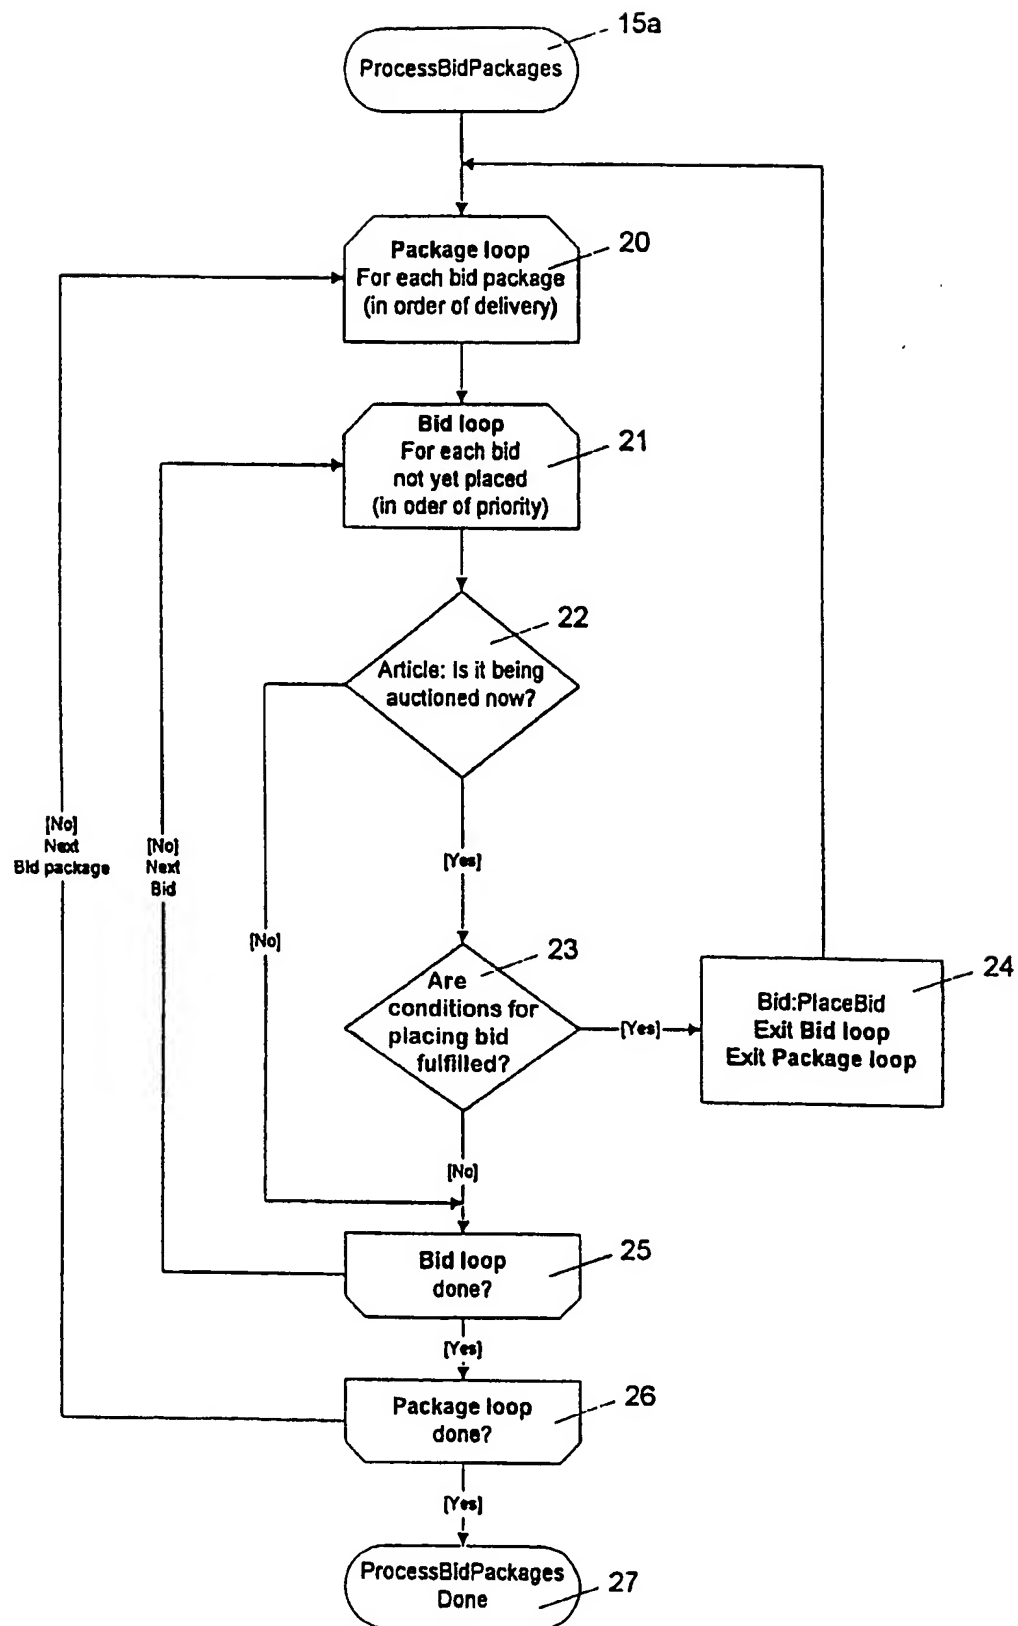 15a
ProcessBidPackages
Package loop
For each bid package
(in order of delivery)
20
Bid loop
For each bid
not yet placed
(in oder of priority)
21
22
Article: Is it being
auctioned now?
[No]
Next
Bid package
[No]
Next
Bid
[Yes]
[No]
23
Are
conditions for
placing bid
fulfilled?
[Yes]
24
Bid:PlaceBid
Exit Bid loop
Exit Package loop
[No]
Bid loop
done?
25
[Yes]
Package loop
done?
26
[Yes]
ProcessBidPackages
Done
27